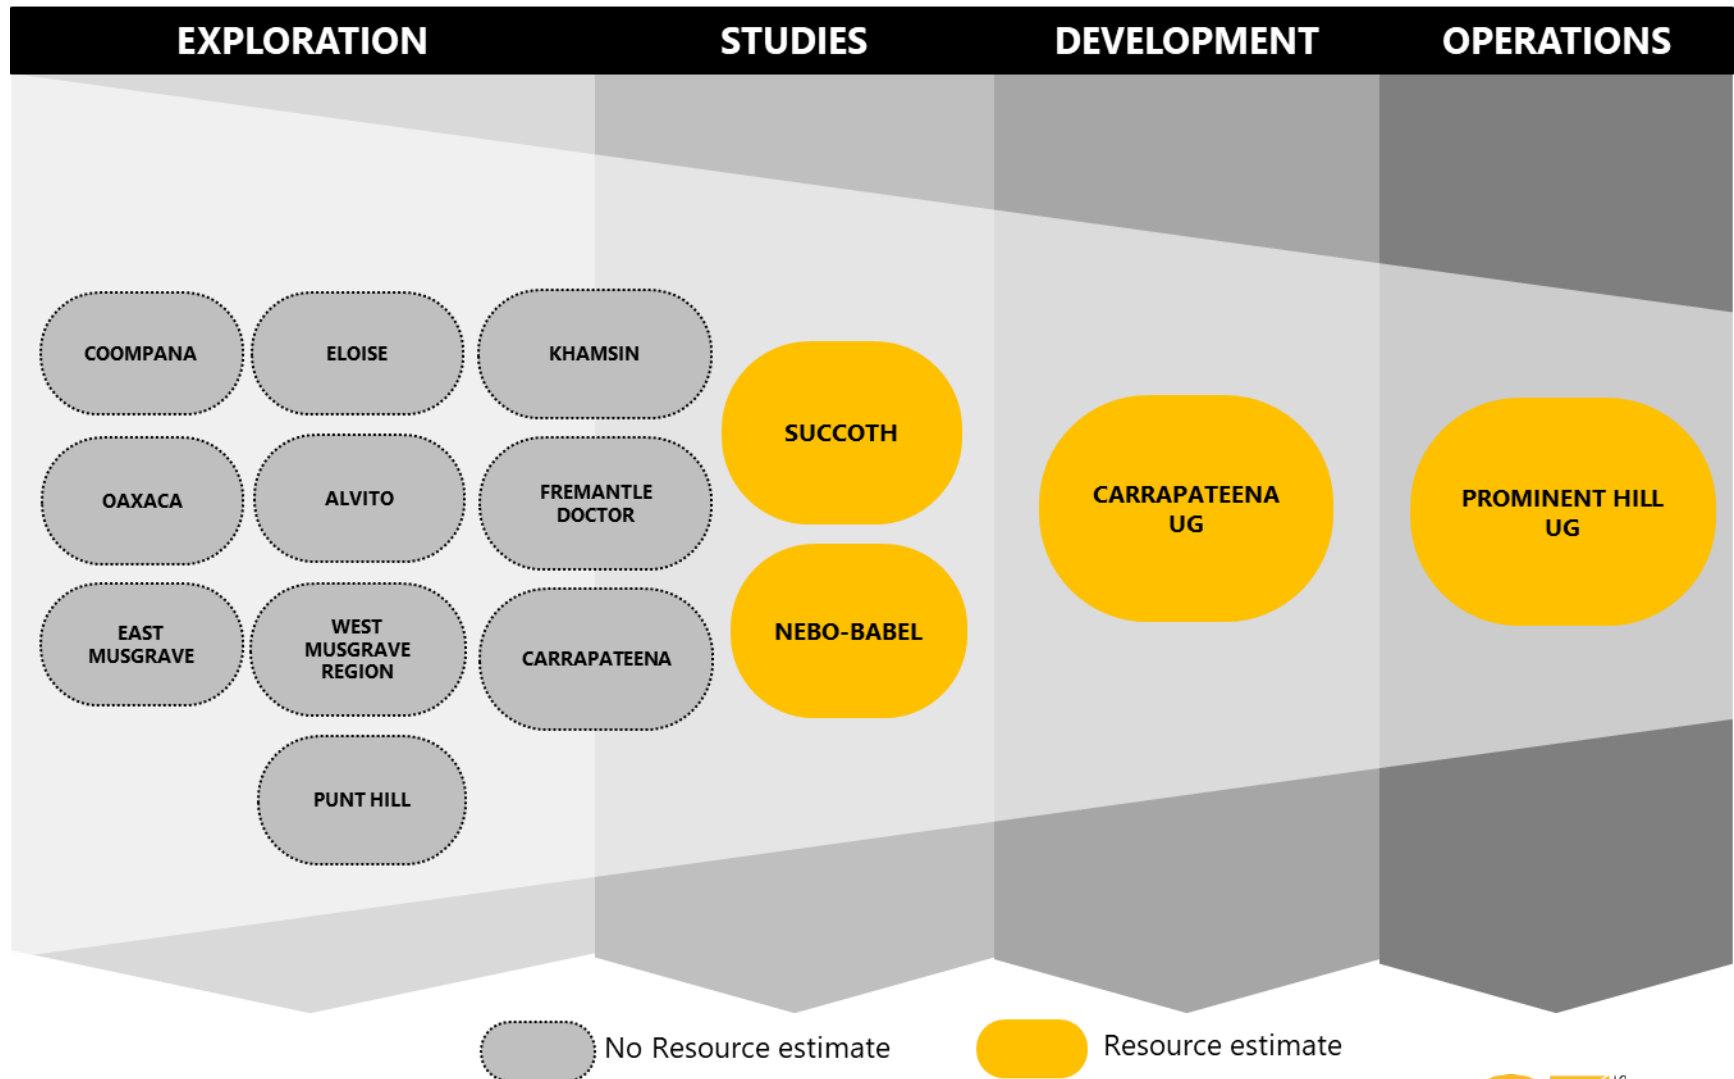 EXPLORATION
STUDIES
DEVELOPMENT
OPERATIONS
COOMPANA
ELOISE
KHAMSIN
OAXACA
ALVITO
FREMANTLE
DOCTOR
EAST
MUSGRAVE
WEST
MUSGRAVE
REGION
CARRAPATEENA
PUNT HILL
SUCCOTH
NEBO-BABEL
CARRAPATEENA
UG
PROMINENT HILL
UG
No Resource estimate
Resource estimate